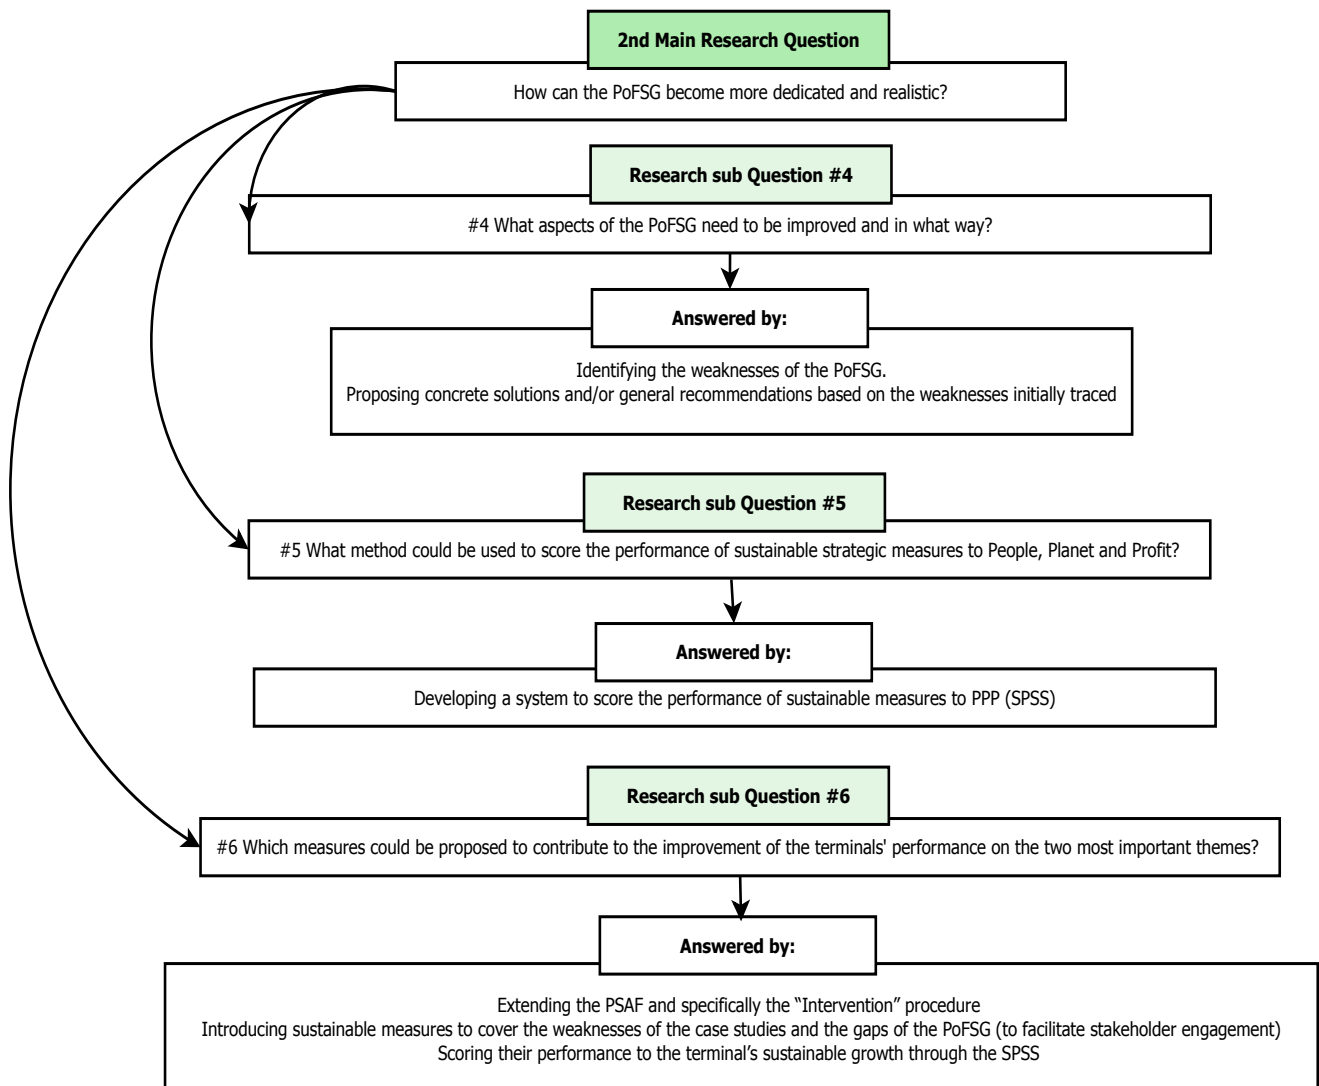 2nd Main Research Question
How can the PoFSG become more dedicated and realistic?
Research sub Question #4
#4 What aspects of the PoFSG need to be improved and in what way?
Answered by:
Identifying the weaknesses of the PoFSG.
Proposing concrete solutions and/or general recommendations based on the weaknesses initially traced
Research sub Question #5
#5 What method could be used to score the performance of sustainable strategic measures to People, Planet and Profit?
Answered by:
Developing a system to score the performance of sustainable measures to PPP (SPSS)
Research sub Question #6
#6 Which measures could be proposed to contribute to the improvement of the terminals' performance on the two most important themes?
Answered by:
Extending the PSAF and specifically the “Intervention” procedure
Introducing sustainable measures to cover the weaknesses of the case studies and the gaps of the PoFSG (to facilitate stakeholder engagement)
Scoring their performance to the terminal’s sustainable growth through the SPSS